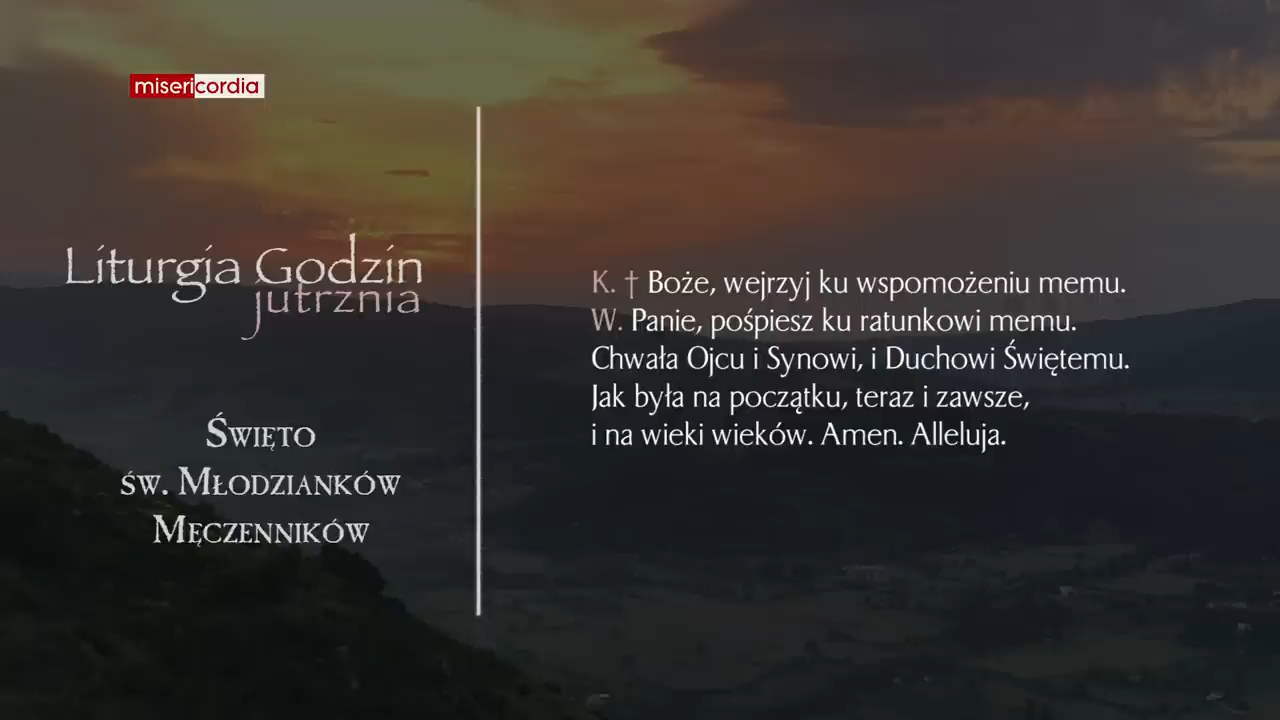 misericordia
Liturgia Godzin
jutrznia
Święto
św. Młodzianków
Męczenników
K. † Boże, wejrzyj ku wspomożeniu memu.
W. Panie, pośpiesz ku ratunkowi memu.
Chwała Ojcu i Synowi, i Duchowi Świętemu.
Jak była na początku, teraz i zawsze,
i na wieki wieków. Amen. Alleluja.